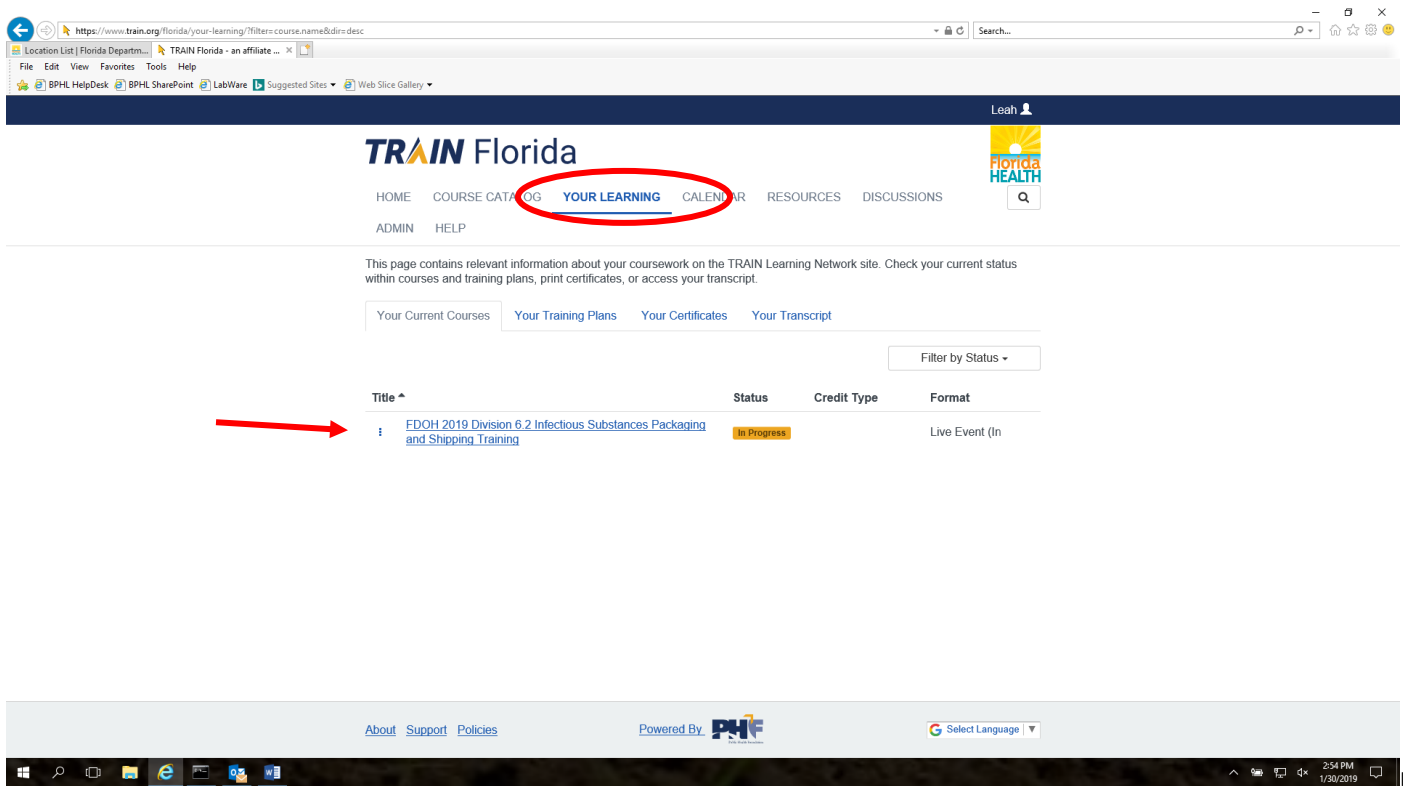 https://www.train.org/florida/your-learning/?filter=course.name&dir=desc
Search...
Location List | Florida Departm...
TRAIN Florida - an affiliate ...
File Edit View Favorites Tools Help
BPHL HelpDesk BPHL SharePoint LabWare Suggested Sites Web Slice Gallery
Leah
TRAIN Florida
Florida
HEALTH
HOME COURSE CATALOG YOUR LEARNING CALENDAR RESOURCES DISCUSSIONS
ADMIN HELP
This page contains relevant information about your coursework on the TRAIN Learning Network site. Check your current status
within courses and training plans, print certificates, or access your transcript.
Your Current Courses Your Training Plans Your Certificates Your Transcript
Filter by Status
Title Status Credit Type Format
FDOH 2019 Division 6.2 Infectious Substances Packaging
and Shipping Training
In Progress
Live Event (In
About Support Policies
Powered By PHF
G Select Language
2:54 PM
1/30/2019